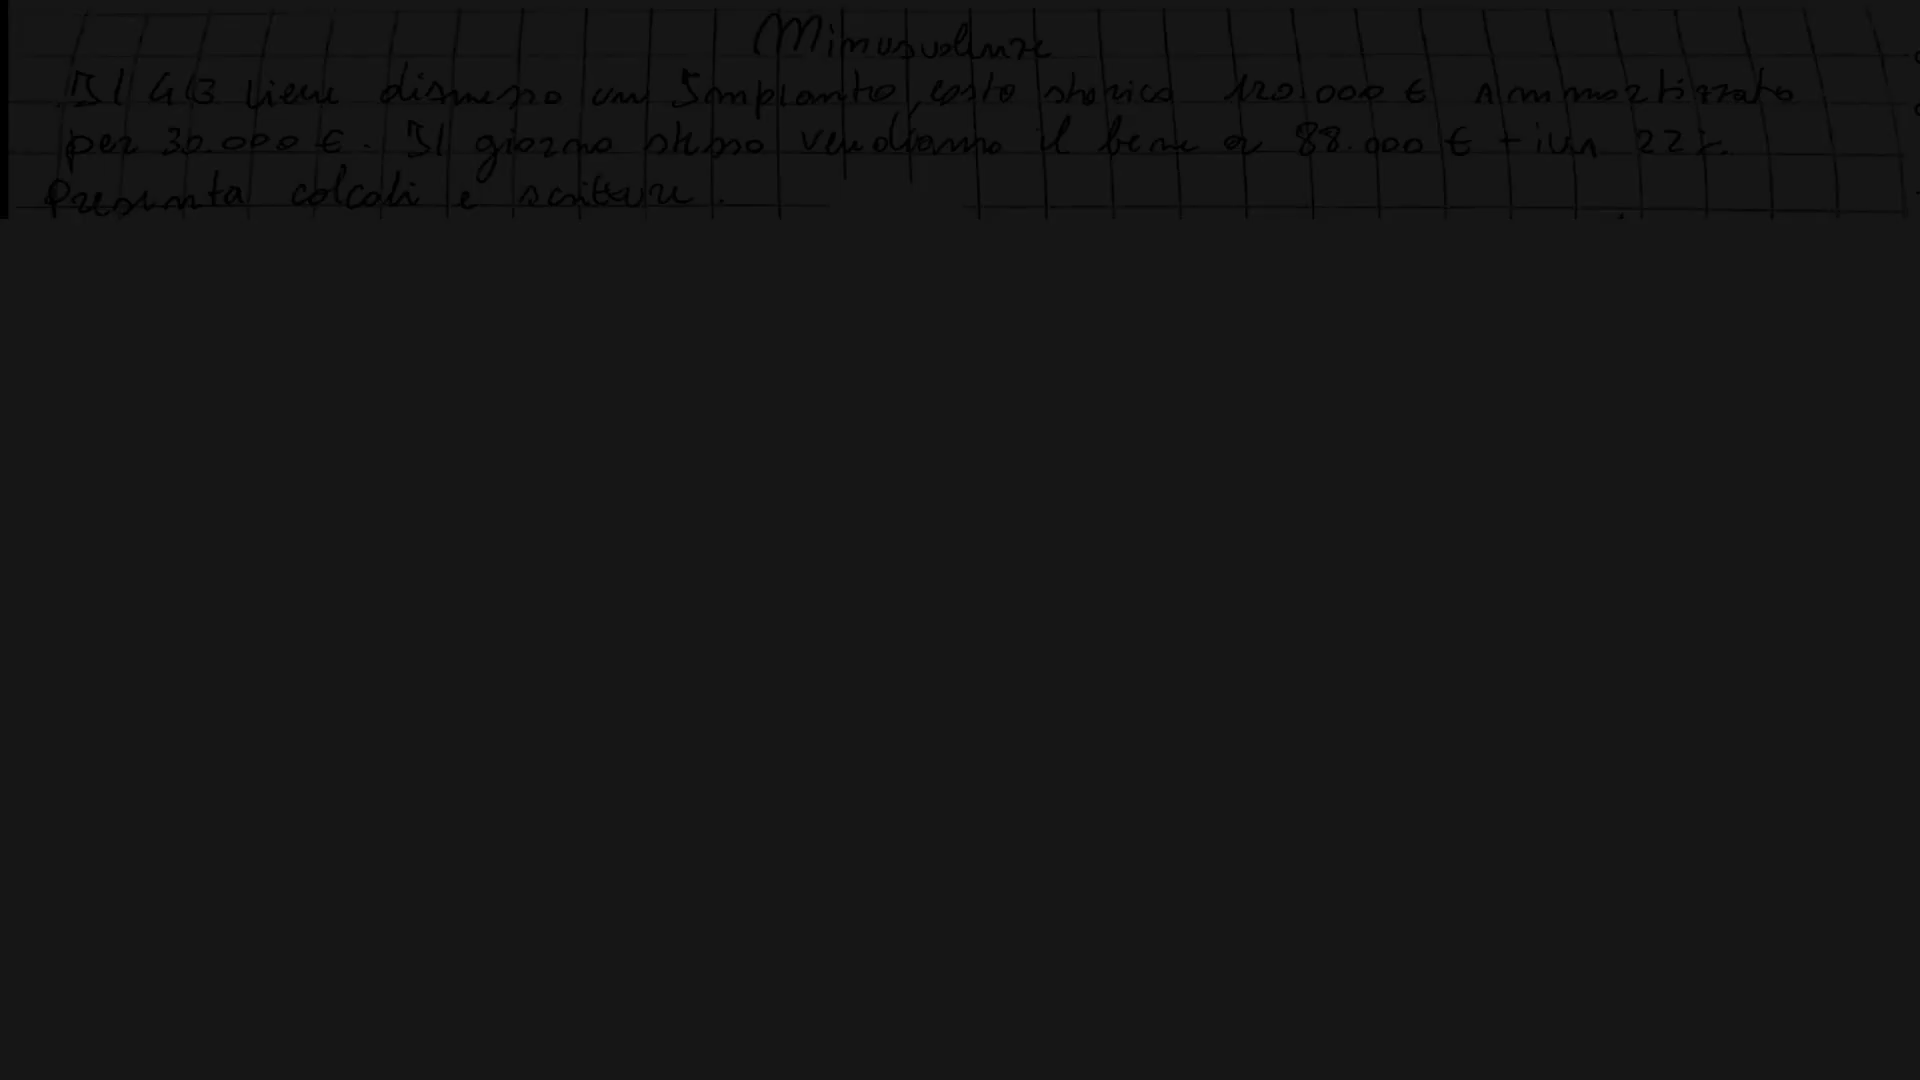 Minusvalenze
Il 4/3 viene dismesso un Impianto, costo storico 120.000 € Ammortizzato
per 30.000 €. Il giorno stesso vendiamo il bene a 88.000 € + iva 22%.
Presenta calcoli e scritture.